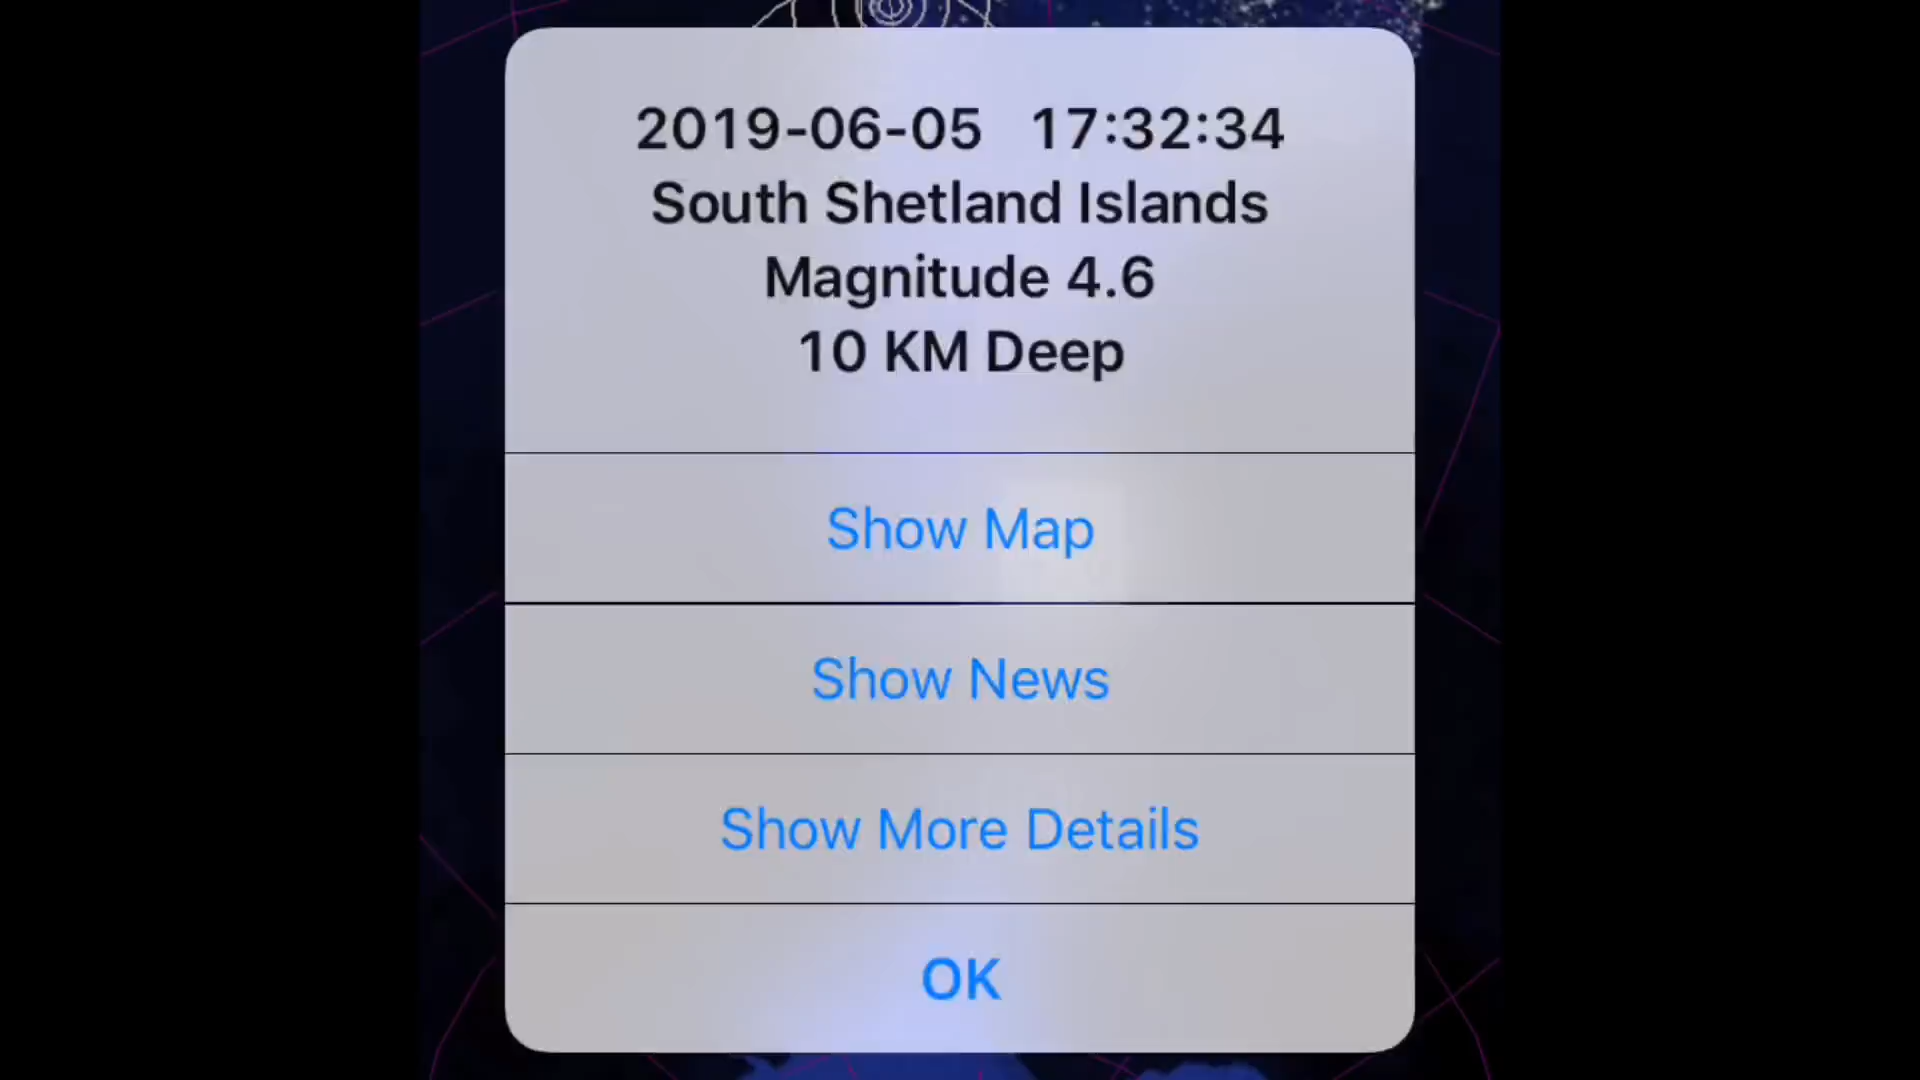 2019-06-05 17:32:34
South Shetland Islands
Magnitude 4.6
10 KM Deep
Show Map
Show News
Show More Details
OK